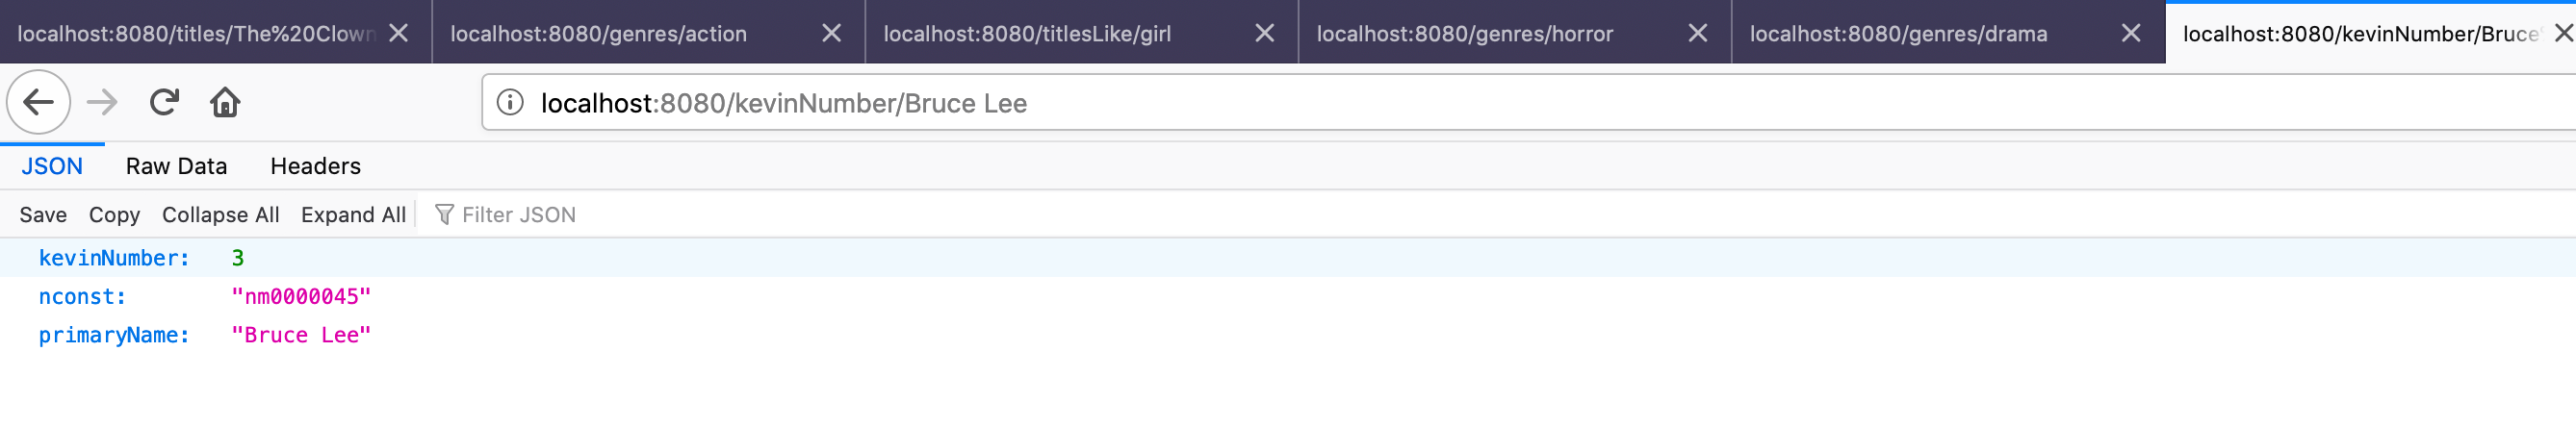 localhost:8080/titles/The%20Clown localhost:8080/genres/action localhost:8080/titlesLike/girl localhost:8080/genres/horror localhost:8080/genres/drama localhost:8080/kevinNumber/Bruce
localhost:8080/kevinNumber/Bruce Lee
JSON Raw Data Headers
Save Copy Collapse All Expand All Filter JSON
kevinNumber: 3
nconst: "nm0000045"
primaryName: "Bruce Lee"